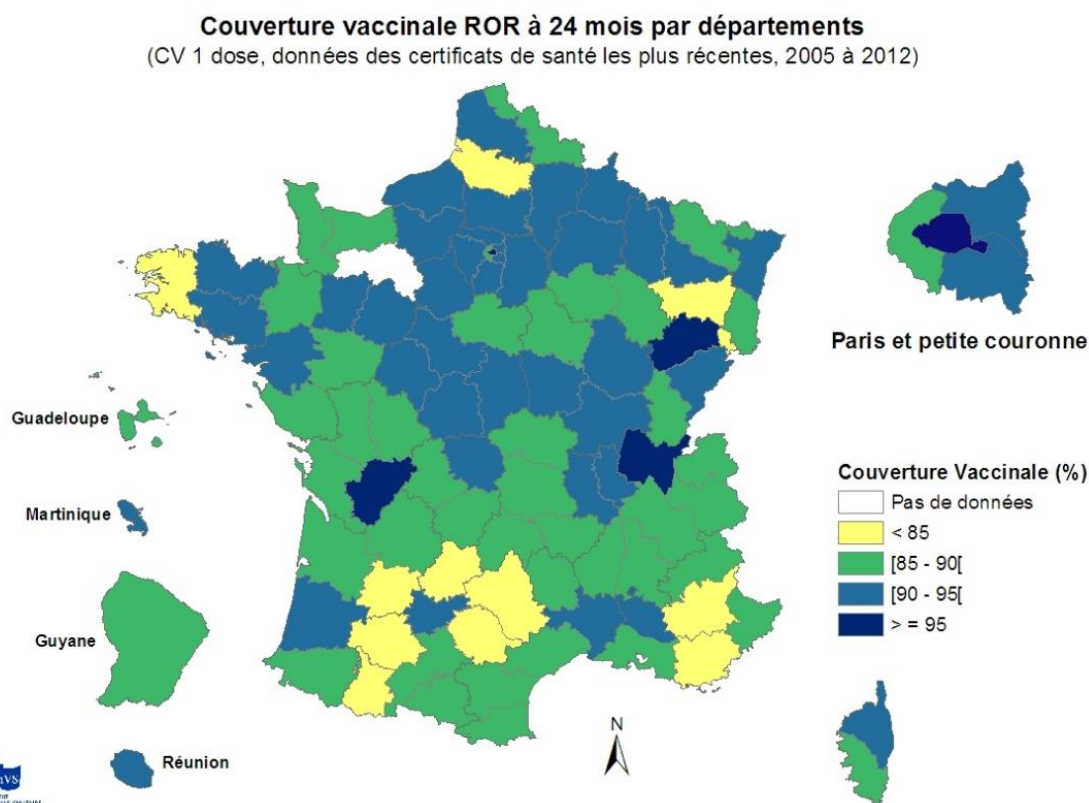 Couverture vaccinale ROR à 24 mois par départements
(CV 1 dose, données des certificats de santé les plus récentes, 2005 à 2012)
Paris et petite couronne
Guadeloupe
Martinique
Guyane
Réunion
Couverture Vaccinale (%)
Pas de données
< 85
[85 - 90[
[90 - 95[
> = 95
N